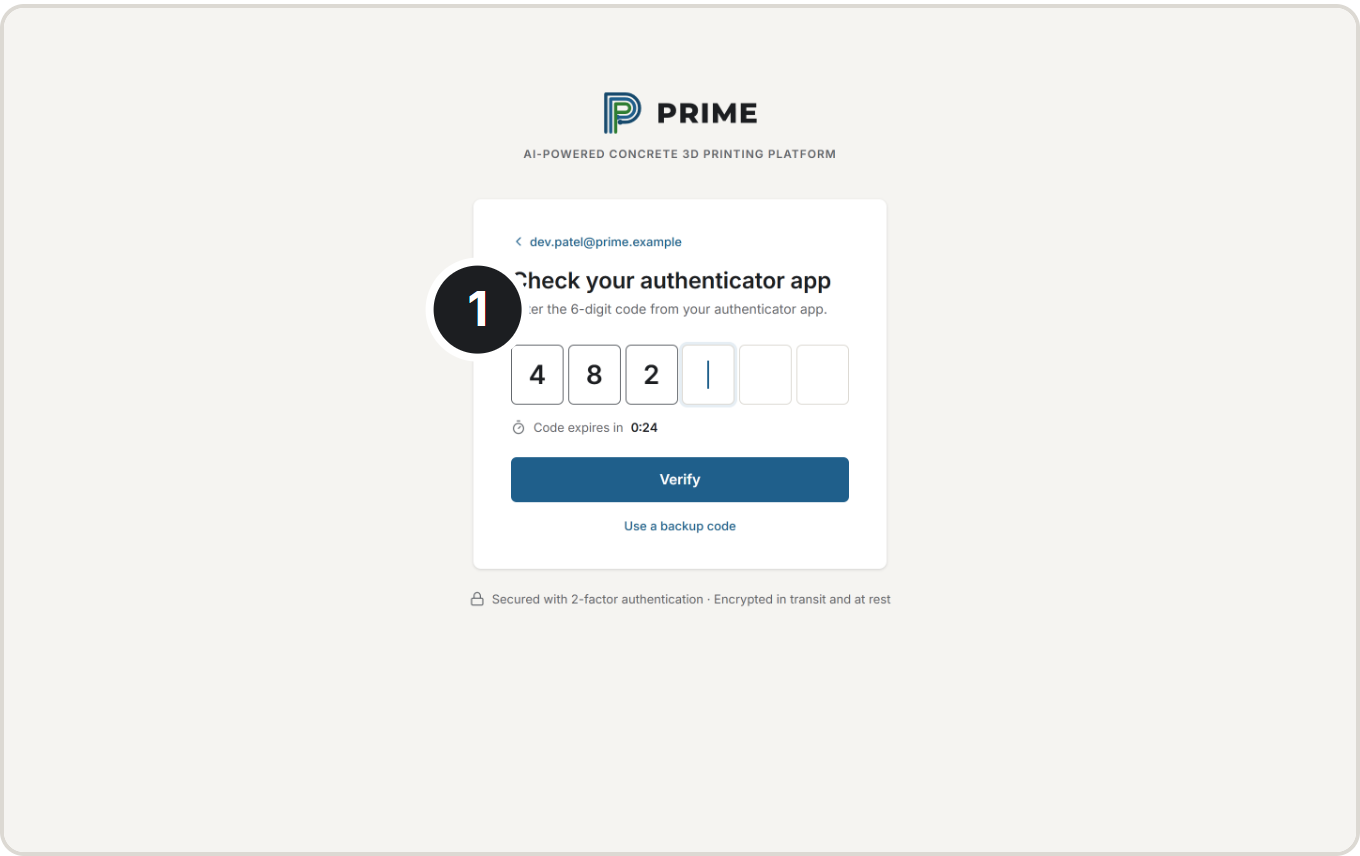 PRIME
AI-POWERED CONCRETE 3D PRINTING PLATFORM
dev.patel@prime.example
Check your authenticator app
1
the 6-digit code from your authenticator app.
4 8 2
Code expires in 0:24
Verify
Use a backup code
Secured with 2-factor authentication · Encrypted in transit and at rest